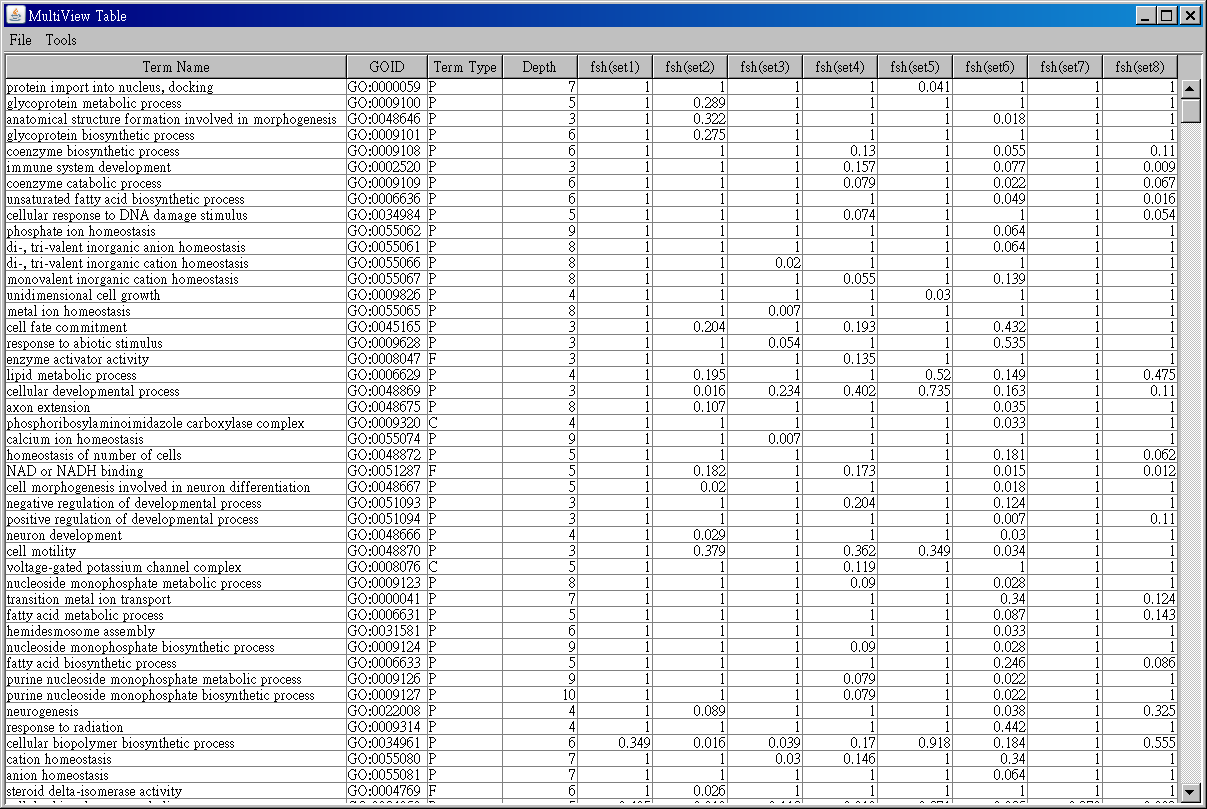 MultiView Table
File Tools
Term Name GOID Term Type Depth fsh(set1) fsh(set2) fsh(set3) fsh(set4) fsh(set5) fsh(set6) fsh(set7) fsh(set8)
protein import into nucleus, docking GO:0000059 P 7 1 1 1 1 0.041 1 1 1
glycoprotein metabolic process GO:0009100 P 5 1 0.289 1 1 1 1 1 1
anatomical structure formation involved in morphogenesis GO:0048646 P 3 1 0.322 1 1 1 0.018 1 1
glycoprotein biosynthetic process GO:0009101 P 6 1 0.275 1 1 1 1 1 1
coenzyme biosynthetic process GO:0009108 P 6 1 1 1 0.13 1 0.055 1 0.11
immune system development GO:0002520 P 3 1 1 1 0.157 1 0.077 1 0.009
coenzyme catabolic process GO:0009109 P 6 1 1 1 0.079 1 0.022 1 0.067
unsaturated fatty acid biosynthetic process GO:0006636 P 6 1 1 1 1 1 0.049 1 0.016
cellular response to DNA damage stimulus GO:0034984 P 5 1 1 1 0.074 1 1 1 0.054
phosphate ion homeostasis GO:0055062 P 9 1 1 1 1 1 0.064 1 1
di-, tri-valent inorganic anion homeostasis GO:0055061 P 8 1 1 1 1 1 0.064 1 1
di-, tri-valent inorganic cation homeostasis GO:0055066 P 8 1 1 0.02 1 1 1 1 1
monovalent inorganic cation homeostasis GO:0055067 P 8 1 1 1 0.055 1 0.139 1 1
unidimensional cell growth GO:0009826 P 4 1 1 1 1 0.03 1 1 1
metal ion homeostasis GO:0055065 P 8 1 1 0.007 1 1 1 1 1
cell fate commitment GO:0045165 P 3 1 0.204 1 0.193 1 0.432 1 1
response to abiotic stimulus GO:0009628 P 3 1 1 0.054 1 1 0.535 1 1
enzyme activator activity GO:0008047 F 3 1 1 1 0.135 1 1 1 1
lipid metabolic process GO:0006629 P 4 1 0.195 1 1 0.52 0.149 1 0.475
cellular developmental process GO:0048869 P 3 1 0.016 0.234 0.402 0.735 0.163 1 0.11
axon extension GO:0048675 P 8 1 0.107 1 1 1 0.035 1 1
phosphoribosylaminoimidazole carboxylase complex GO:0009320 C 4 1 1 1 1 1 0.033 1 1
calcium ion homeostasis GO:0055074 P 9 1 1 0.007 1 1 1 1 1
homeostasis of number of cells GO:0048872 P 5 1 1 1 1 1 0.181 1 0.062
NAD or NADH binding GO:0051287 F 5 1 0.182 1 0.173 1 0.015 1 0.012
cell morphogenesis involved in neuron differentiation GO:0048667 P 5 1 0.02 1 1 1 0.018 1 1
negative regulation of developmental process GO:0051093 P 3 1 1 1 0.204 1 0.124 1 1
positive regulation of developmental process GO:0051094 P 3 1 1 1 1 1 0.007 1 0.11
neuron development GO:0048666 P 4 1 0.029 1 1 1 0.03 1 1
cell motility GO:0048870 P 3 1 0.379 1 0.362 0.349 0.034 1 1
voltage-gated potassium channel complex GO:0008076 C 5 1 1 1 0.119 1 1 1 1
nucleoside monophosphate metabolic process GO:0009123 P 8 1 1 1 0.09 1 0.028 1 1
transition metal ion transport GO:0000041 P 7 1 1 1 1 1 0.34 1 0.124
fatty acid metabolic process GO:0006631 P 5 1 1 1 1 1 0.087 1 0.143
hemidesmosome assembly GO:0031581 P 6 1 1 1 1 1 0.033 1 1
nucleoside monophosphate biosynthetic process GO:0009124 P 9 1 1 1 0.09 1 0.028 1 1
fatty acid biosynthetic process GO:0006633 P 5 1 1 1 1 1 0.246 1 0.086
purine nucleoside monophosphate metabolic process GO:0009126 P 9 1 1 1 0.079 1 0.022 1 1
purine nucleoside monophosphate biosynthetic process GO:0009127 P 10 1 1 1 0.079 1 0.022 1 1
neurogenesis GO:0022008 P 4 1 0.089 1 1 1 0.038 1 0.325
response to radiation GO:0009314 P 4 1 1 1 1 1 0.442 1 1
cellular biopolymer biosynthetic process GO:0034961 P 6 0.349 0.016 0.039 0.17 0.918 0.184 1 0.555
cation homeostasis GO:0055080 P 7 1 1 0.03 0.146 1 0.34 1 1
anion homeostasis GO:0055081 P 7 1 1 1 1 1 0.064 1 1
steroid delta-isomerase activity GO:0004769 F 6 1 0.026 1 1 1 1 1 1